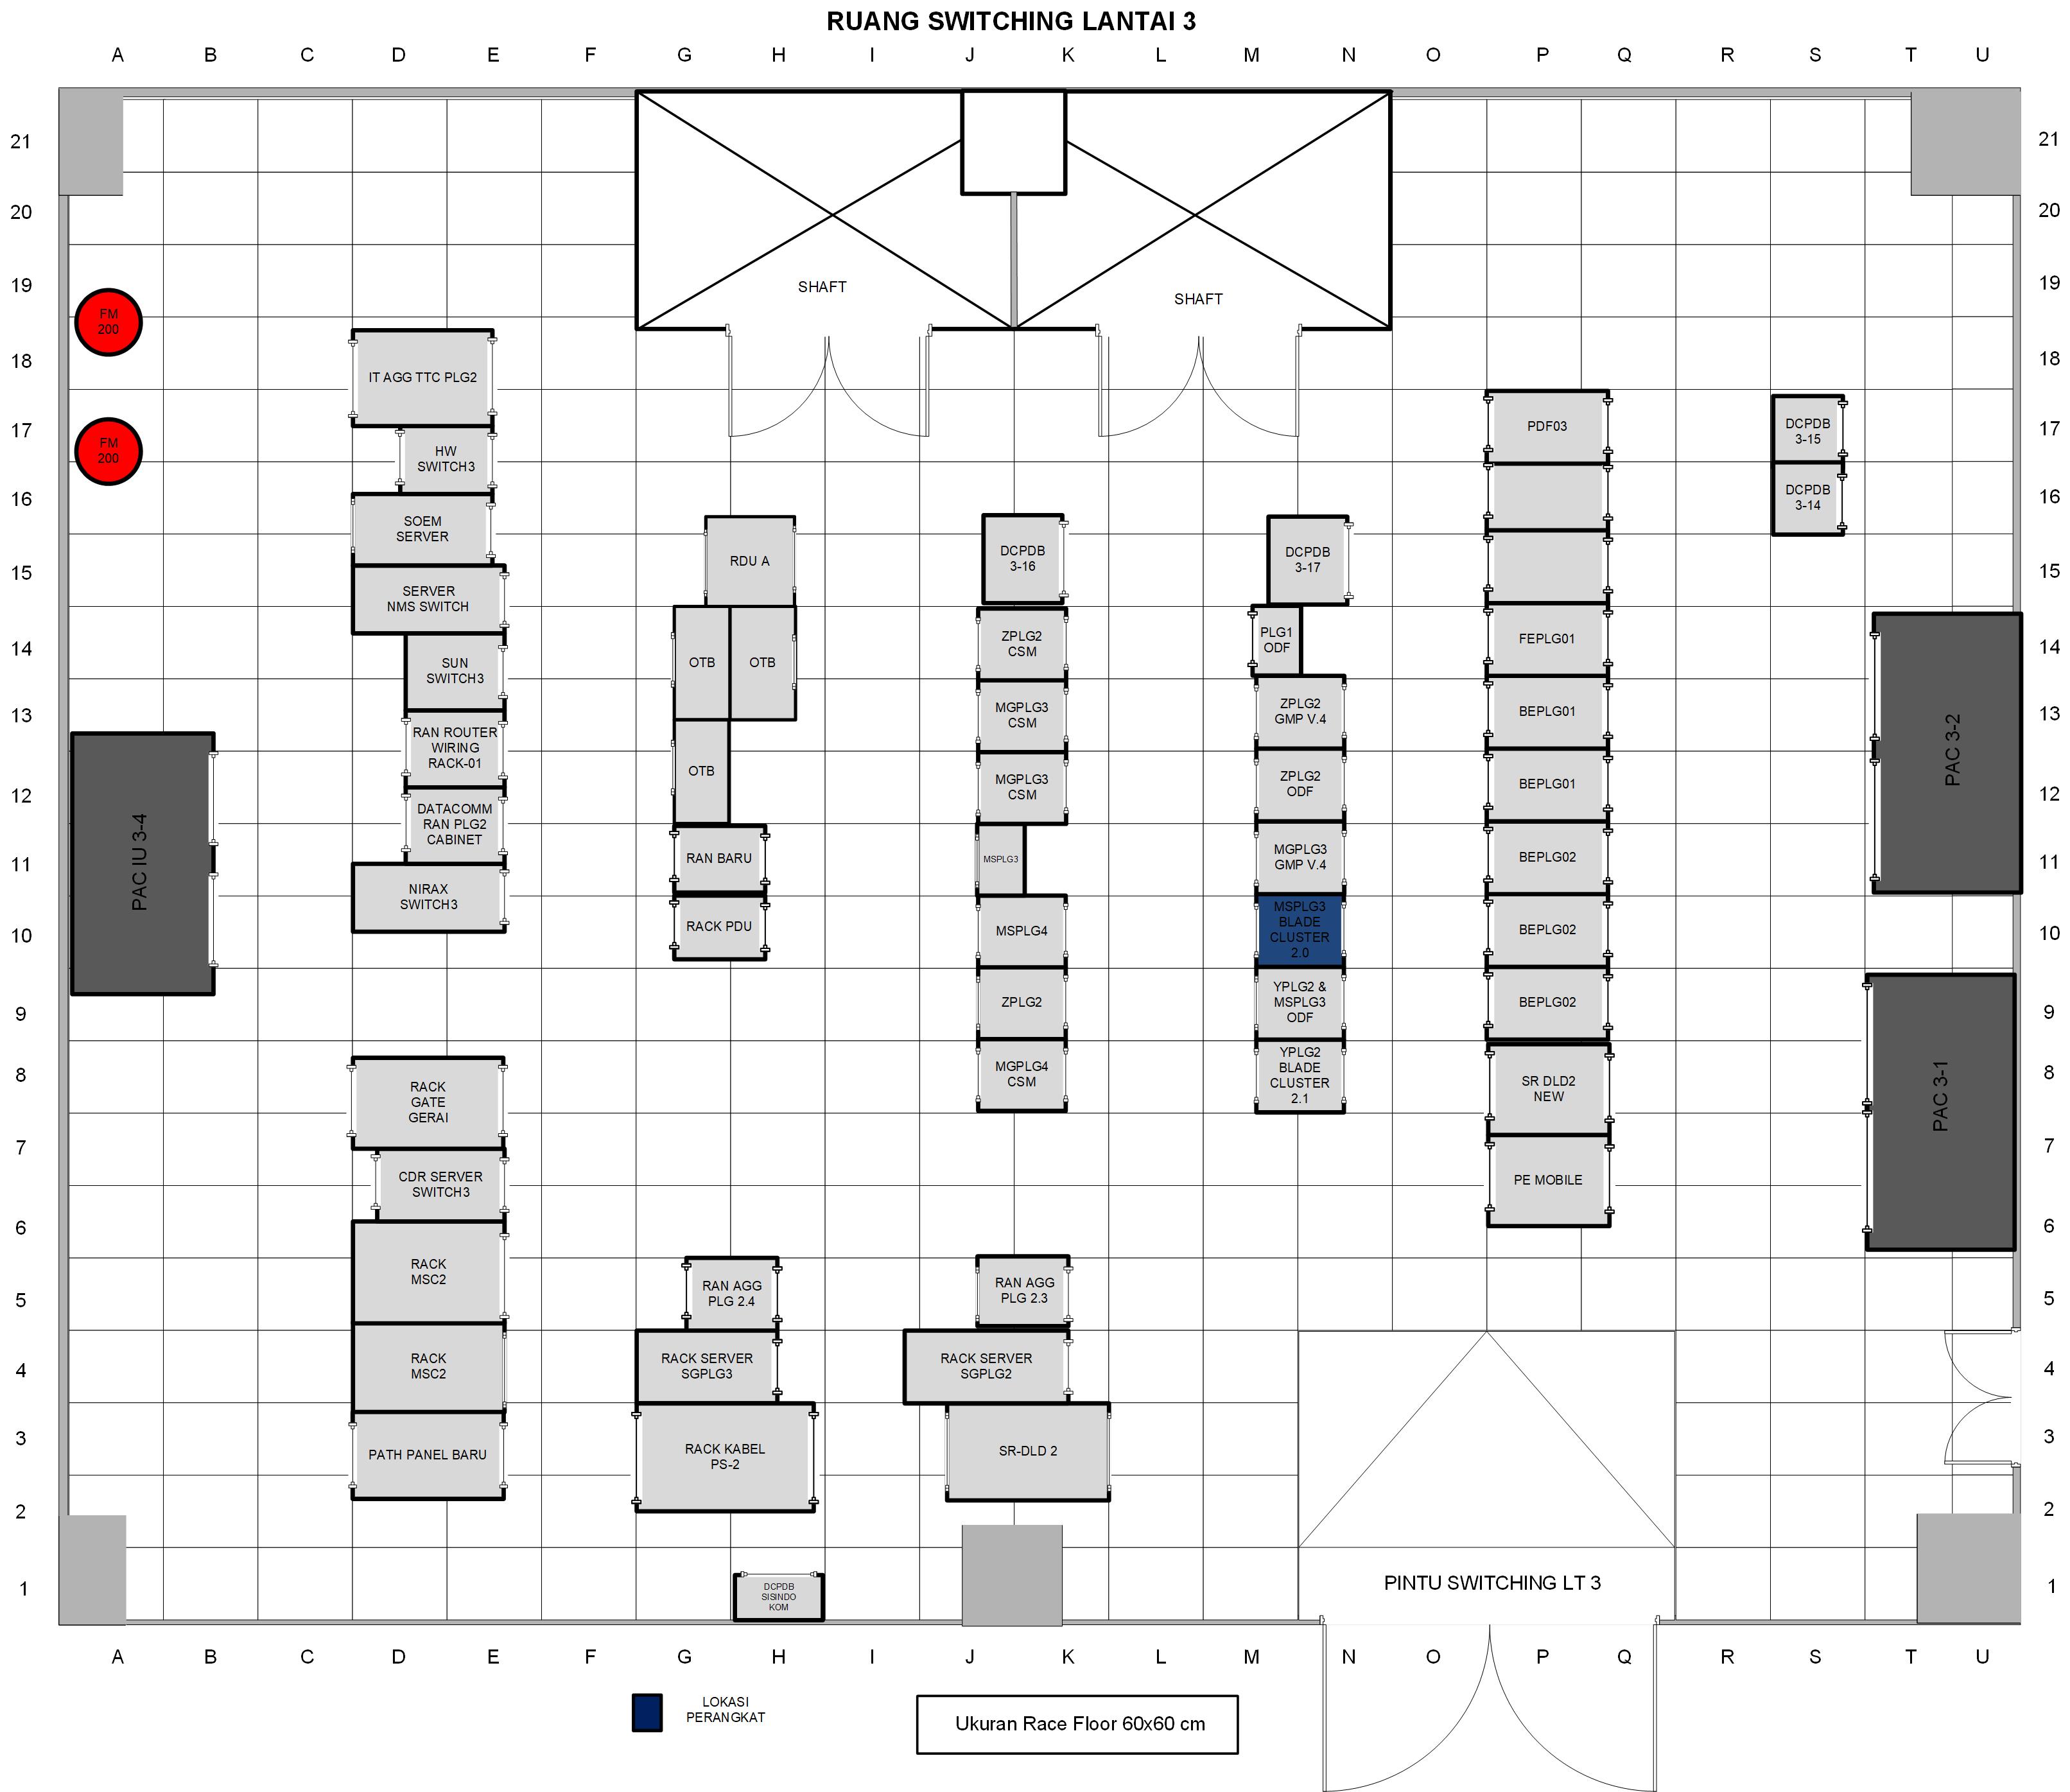 RUANG SWITCHING LANTAI 3
A B C D E F G H I J K L M N O P Q R S T U
21 21
20 20
19 19
18 18
17 17
16 16
15 15
14 14
13 13
12 12
11 11
10 10
9 9
8 8
7 7
6 6
5 5
4 4
3 3
2 2
1 1
SHAFT
SHAFT
FM
200
FM
200
PAC IU 3-4
IT AGG TTC PLG2
HW
SWITCH3
SOEM
SERVER
SERVER
NMS SWITCH
SUN
SWITCH3
RAN ROUTER
WIRING
RACK-01
DATACOMM
RAN PLG2
CABINET
NIRAX
SWITCH3
RACK
GATE
GERAI
CDR SERVER
SWITCH3
RACK
MSC2
RACK
MSC2
PATH PANEL BARU
RDU A
OTB
OTB
OTB
RAN BARU
RACK PDU
RAN AGG
PLG 2.4
RACK SERVER
SGPLG3
RACK KABEL
PS-2
DCPDB
SISINDO
KOM
DCPDB
3-16
ZPLG2
CSM
MGPLG3
CSM
MGPLG3
CSM
MSPLG3
MSPLG4
ZPLG2
MGPLG4
CSM
RAN AGG
PLG 2.3
RACK SERVER
SGPLG2
SR-DLD 2
DCPDB
3-17
PLG1
ODF
ZPLG2
GMP V.4
ZPLG2
ODF
MGPLG3
GMP V.4
MSPLG3
BLADE
CLUSTER
2.0
YPLG2 &
MSPLG3
ODF
YPLG2
BLADE
CLUSTER
2.1
PDF03
FEPLG01
BEPLG01
BEPLG01
BEPLG02
BEPLG02
BEPLG02
SR DLD2
NEW
PE MOBILE
DCPDB
3-15
DCPDB
3-14
PAC 3-2
PAC 3-1
PINTU SWITCHING LT 3
A B C D E F G H I J K L M N O P Q R S T U
LOKASI
PERANGKAT
Ukuran Race Floor 60x60 cm